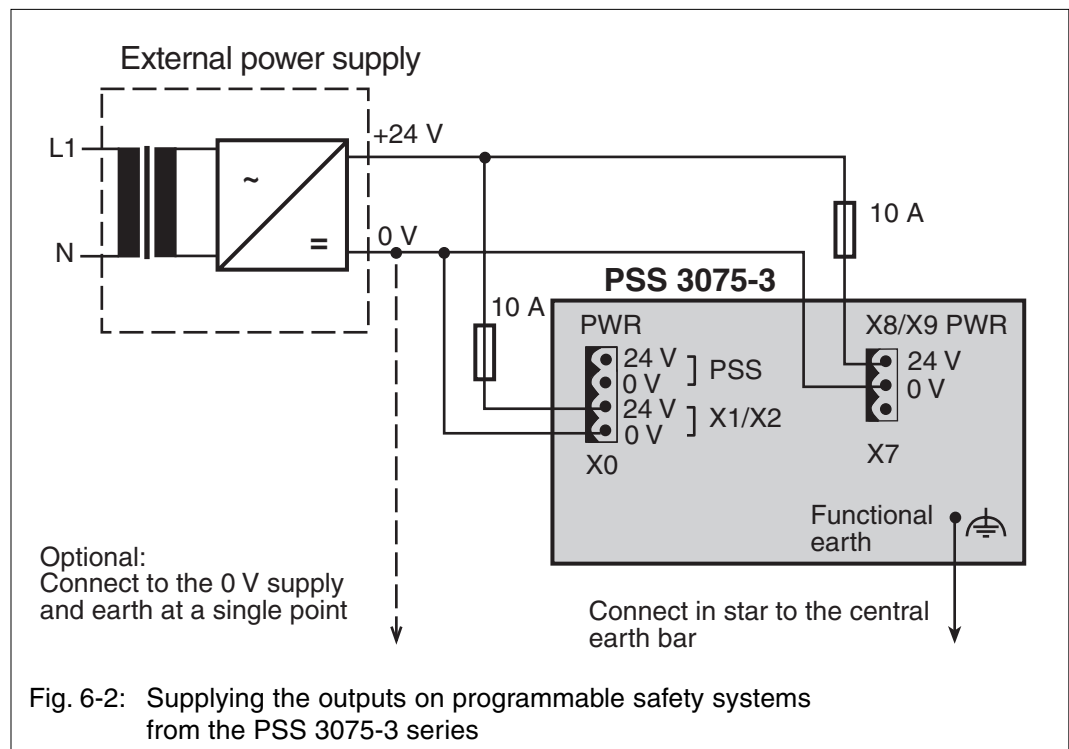 External power supply
L1
N
~
=
+24 V
0 V
10 A
10 A
PSS 3075-3
PWR
24 V
0 V
PSS
24 V
0 V
X1/X2
X0
X8/X9 PWR
24 V
0 V
X7
Functional
earth
Optional:
Connect to the 0 V supply
and earth at a single point
Connect in star to the central
earth bar
Fig. 6-2: Supplying the outputs on programmable safety systems
from the PSS 3075-3 series